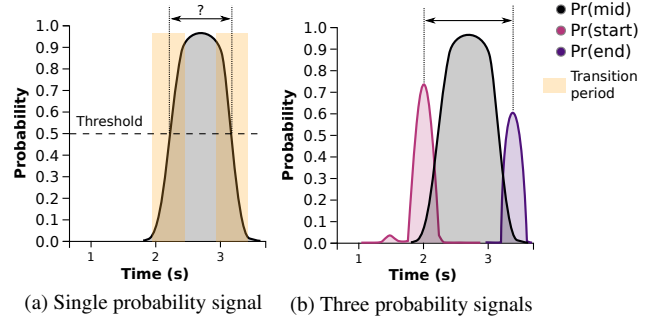 ?
1.0
0.9
0.8
0.7
0.6
0.5
0.4
0.3
0.2
0.1
0.0
Probability
Threshold
1
2
3
Time (s)
(a) Single probability signal
1.0
0.9
0.8
0.7
0.6
0.5
0.4
0.3
0.2
0.1
0.0
Probability
1
2
3
Time (s)
(b) Three probability signals
Pr(mid)
Pr(start)
Pr(end)
Transition
period